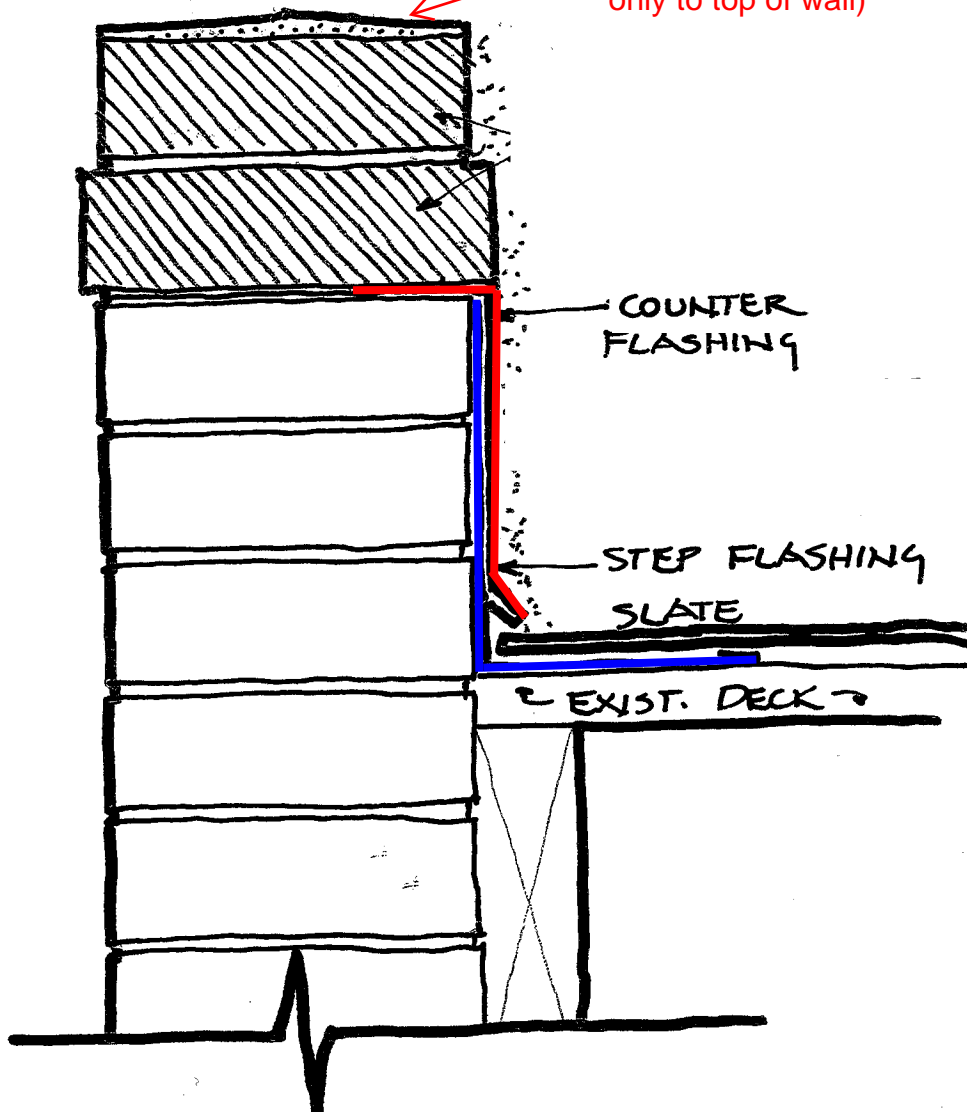 only to top of wall)
COUNTER
FLASHING
STEP FLASHING
SLATE
EXIST. DECK